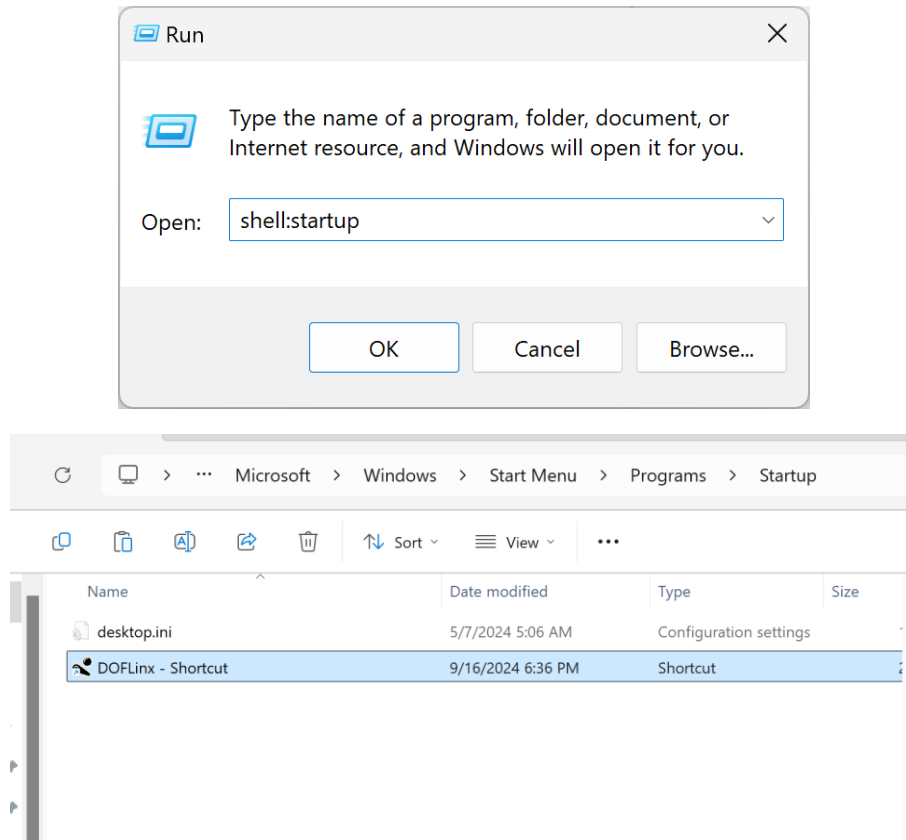 Run
Type the name of a program, folder, document, or
Internet resource, and Windows will open it for you.
Open: shell:startup
OK Cancel Browse...
··· Microsoft > Windows > Start Menu > Programs > Startup
Sort View ···
Name Date modified Type Size
desktop.ini 5/7/2024 5:06 AM Configuration settings
DOFLinx - Shortcut 9/16/2024 6:36 PM Shortcut